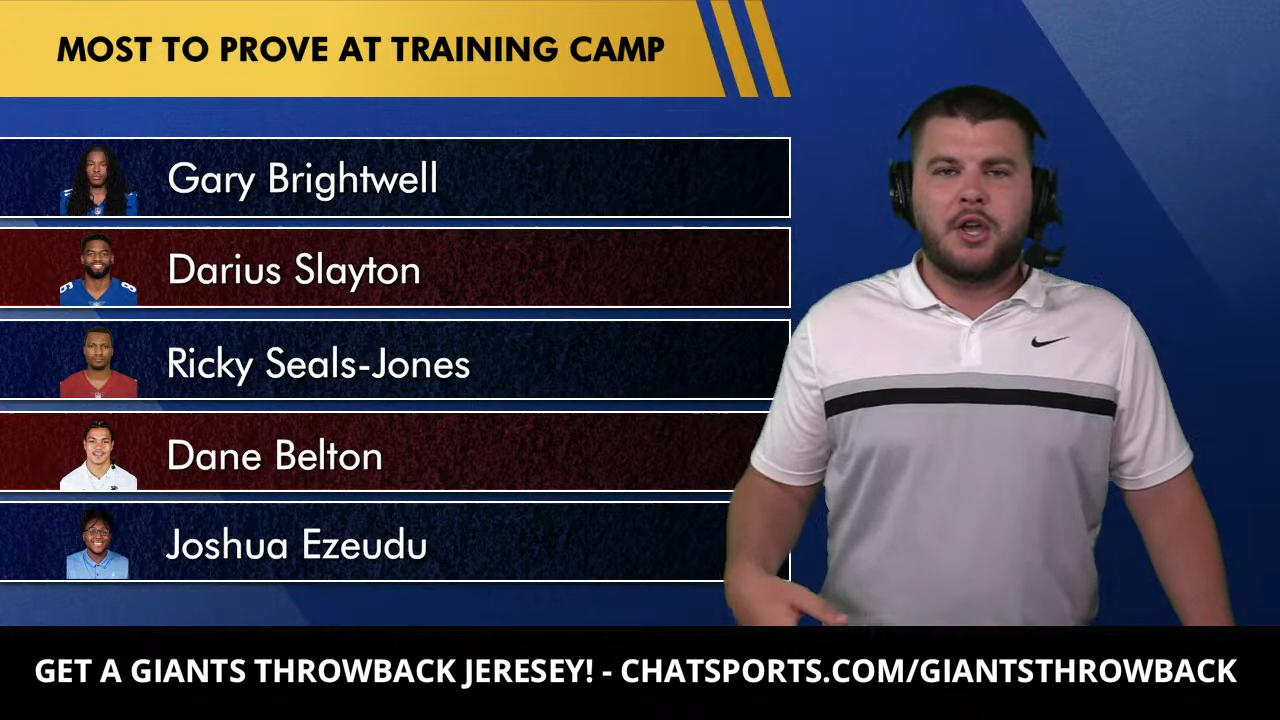 MOST TO PROVE AT TRAINING CAMP
Gary Brightwell
Darius Slayton
Ricky Seals-Jones
Dane Belton
Joshua Ezeudu
GET A GIANTS THROWBACK JERESEY! - CHATSPORTS.COM/GIANTSTHROWBACK